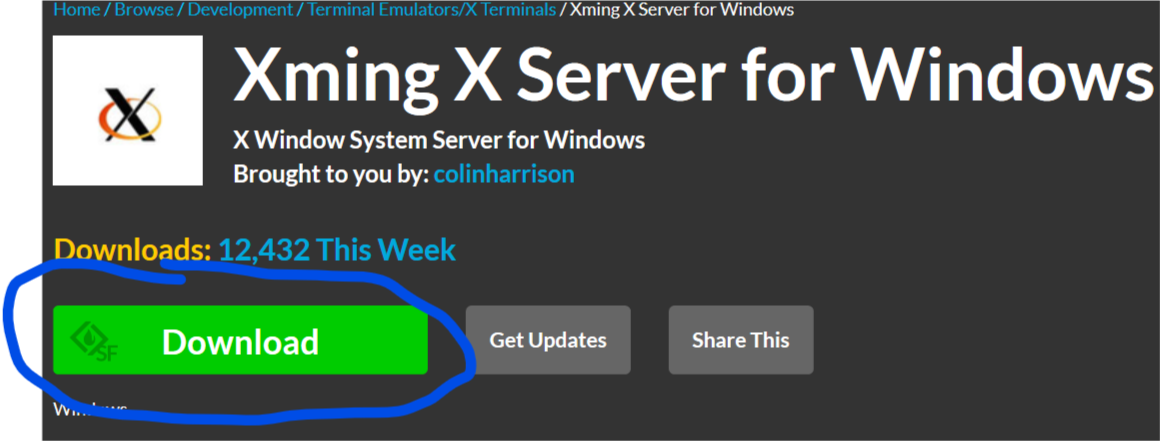 Home / Browse / Development / Terminal Emulators/X Terminals / Xming X Server for Windows
Xming X Server for Windows
X Window System Server for Windows
Brought to you by: colinharrison
Downloads: 12,432 This Week
SF
Download
Get Updates
Share This
Windows